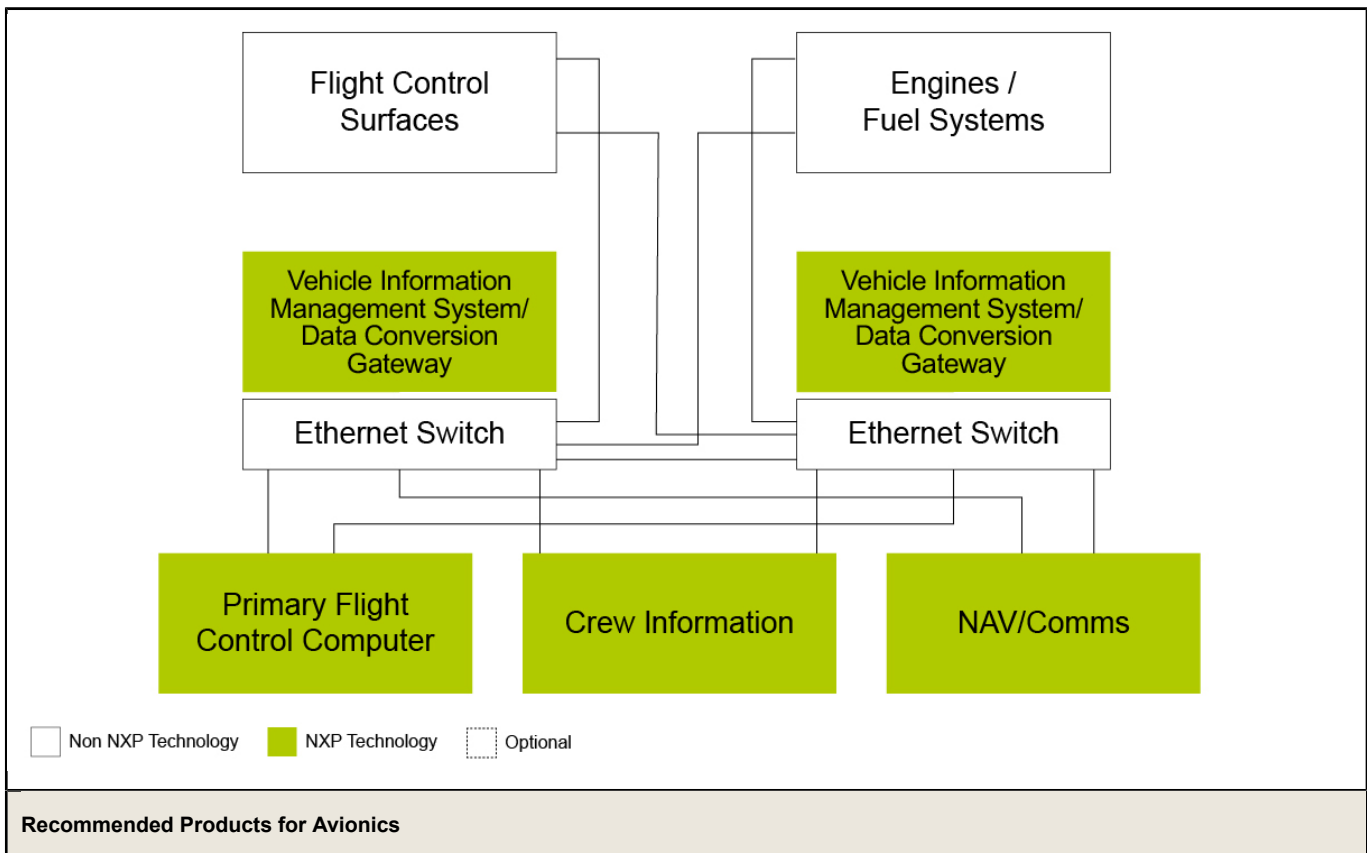 Flight Control
Surfaces
Engines /
Fuel Systems
Vehicle Information
Management System/
Data Conversion
Gateway
Vehicle Information
Management System/
Data Conversion
Gateway
Ethernet Switch
Ethernet Switch
Primary Flight
Control Computer
Crew Information
NAV/Comms
Non NXP Technology
NXP Technology
Optional
Recommended Products for Avionics